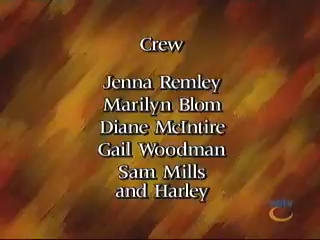 Crew
Jenna Remley
Marilyn Blom
Diane McIntire
Gail Woodman
Sam Mills
and Harley